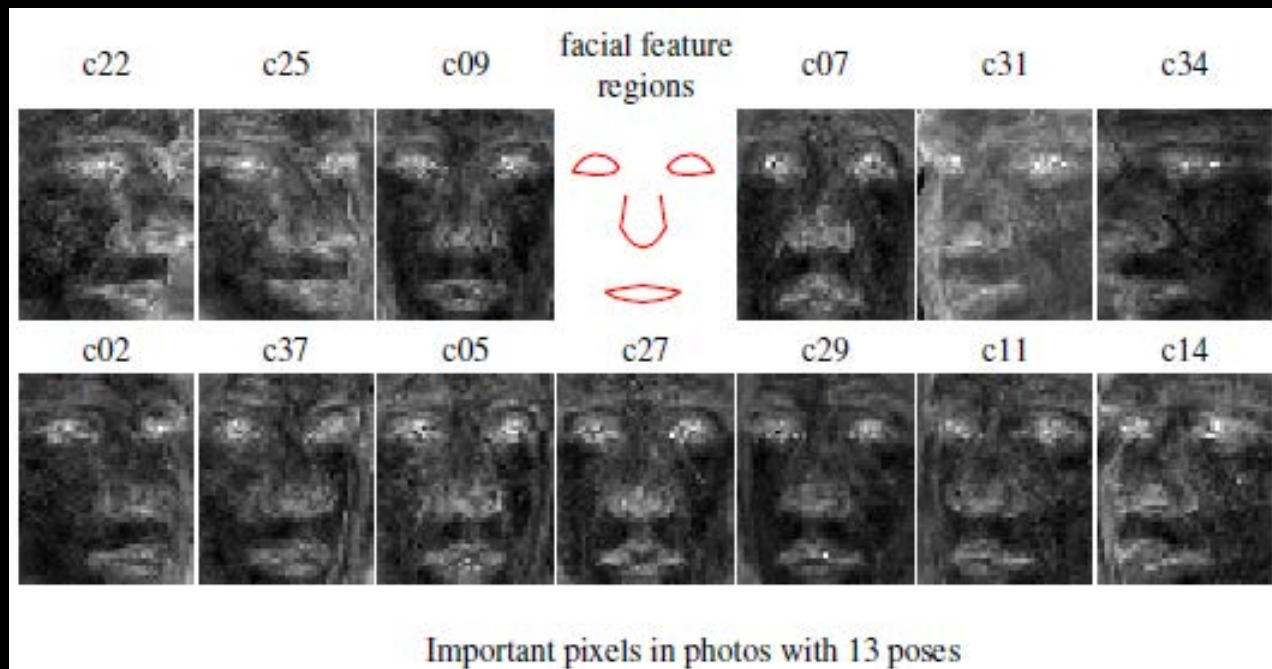 c22 c25 c09 facial feature regions c07 c31 c34
c02 c37 c05 c27 c29 c11 c14
Important pixels in photos with 13 poses